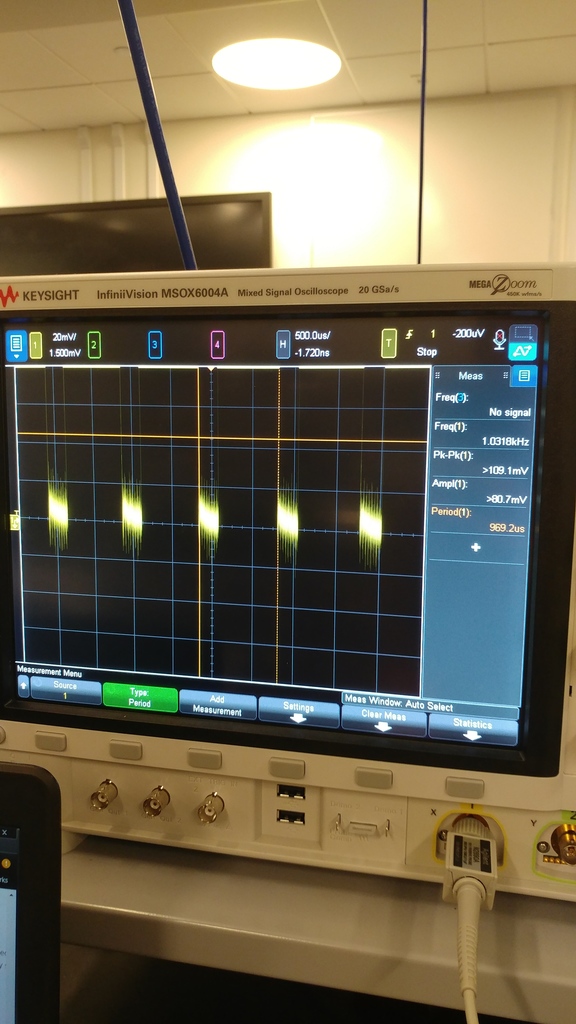 KEYSIGHT InfiniiVision MSOX6004A Mixed Signal Oscilloscope 20 GSa/s MEGA Zoom
450K wfms/s
1 20mV/ 2 3 4 H 500.0us/ T 1 -200uV
1.500mV -1.720ns Stop
Meas
Freq(3):
No signal
Freq(1):
1.0318kHz
Pk-Pk(1):
>109.1mV
Ampl(1):
>80.7mV
Period(1):
969.2us
Measurement Menu
Source
1
Type:
Period
Add
Measurement
Settings
Meas Window: Auto Select
Clear Meas
Statistics
X
Y